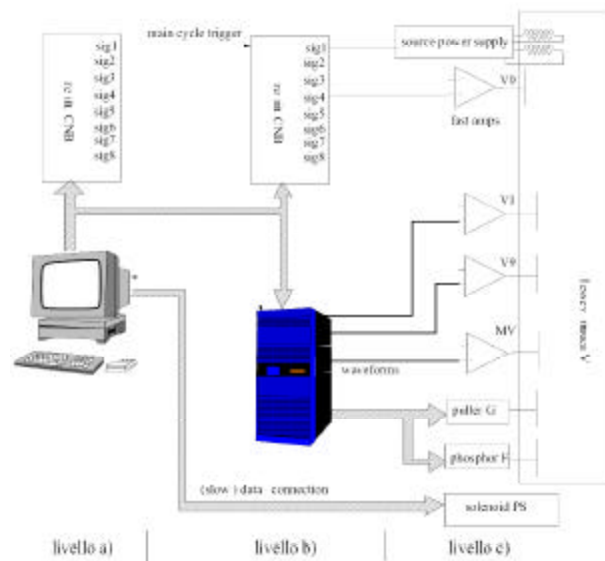 main cycle trigger
sig1
sig2
sig3
sig4
sig5
sig6
sig7
sig8
CNB
sig1
sig2
sig3
sig4
sig5
sig6
sig7
sig8
CNB
source power supply
V0
fast amps
V1
V9
MV
waveforms
puller G
phosphor F
(slow) data connection
solenoid PS
livello a)
livello b)
livello c)